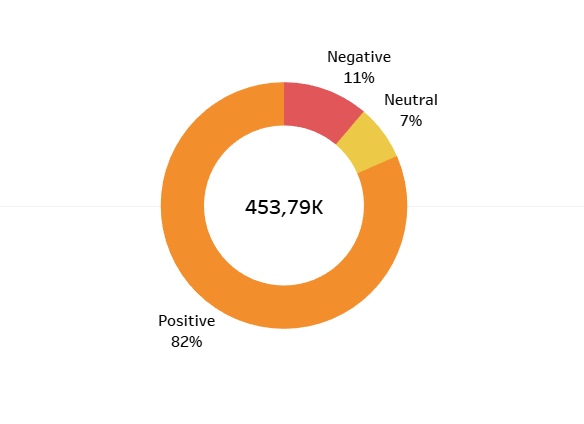 Negative
11%
Neutral
7%
453,79K
Positive
82%